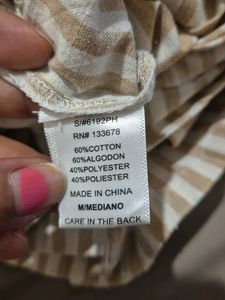 S/#6192PH
RN# 133678
60%COTTON
60%ALGODON
40%POLYESTER
40%POLIESTER
MADE IN CHINA
M/MEDIANO
CARE IN THE BACK